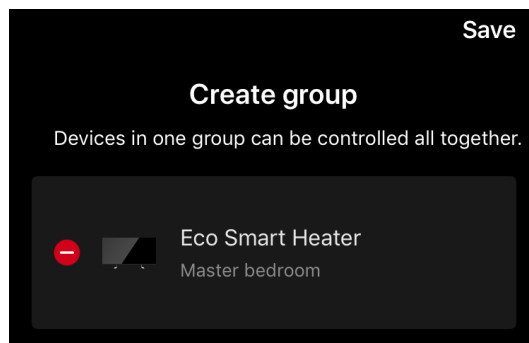 Save
Create group
Devices in one group can be controlled all together.
Eco Smart Heater
Master bedroom